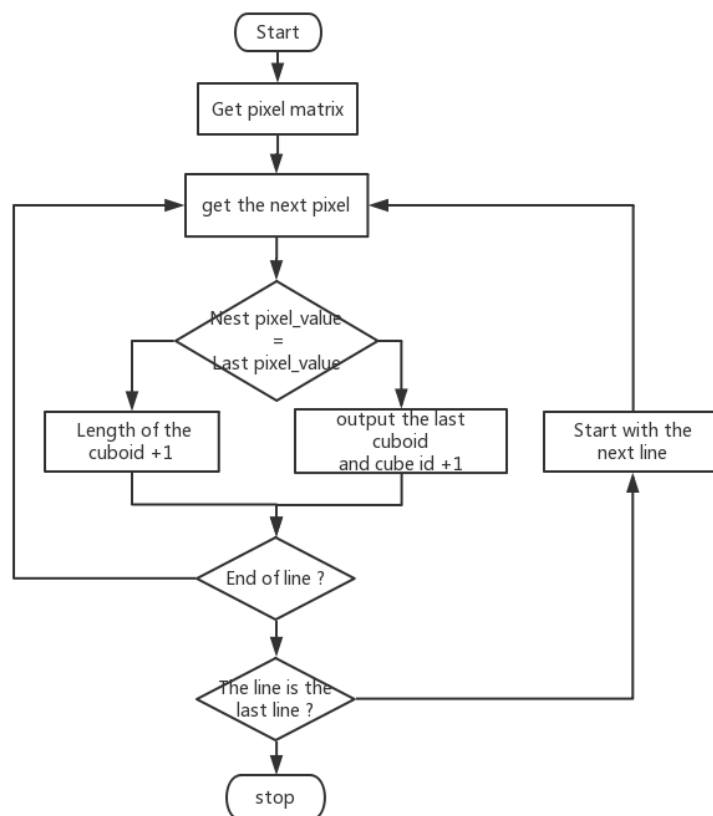 Start
Get pixel matrix
get the next pixel
Nest pixel_value
=
Last pixel_value
Length of the
cuboid +1
output the last
cuboid
and cube id +1
Start with the
next line
End of line ?
The line is the
last line ?
stop